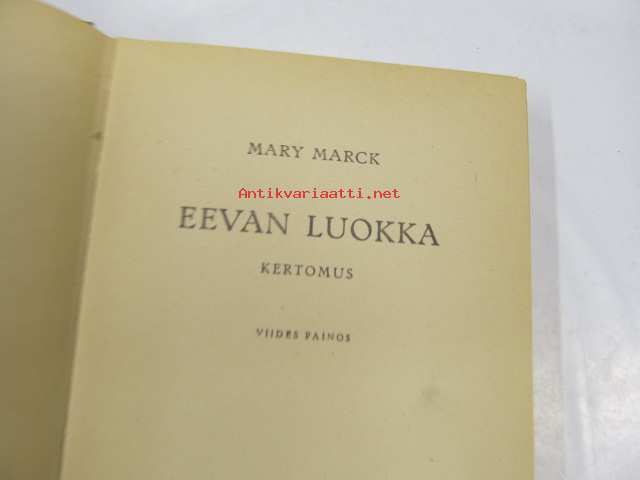 MARY MARCK
Antikvariaatti.net
EEVAN LUOKKA
KERTOMUS
VIIDES PAINOS